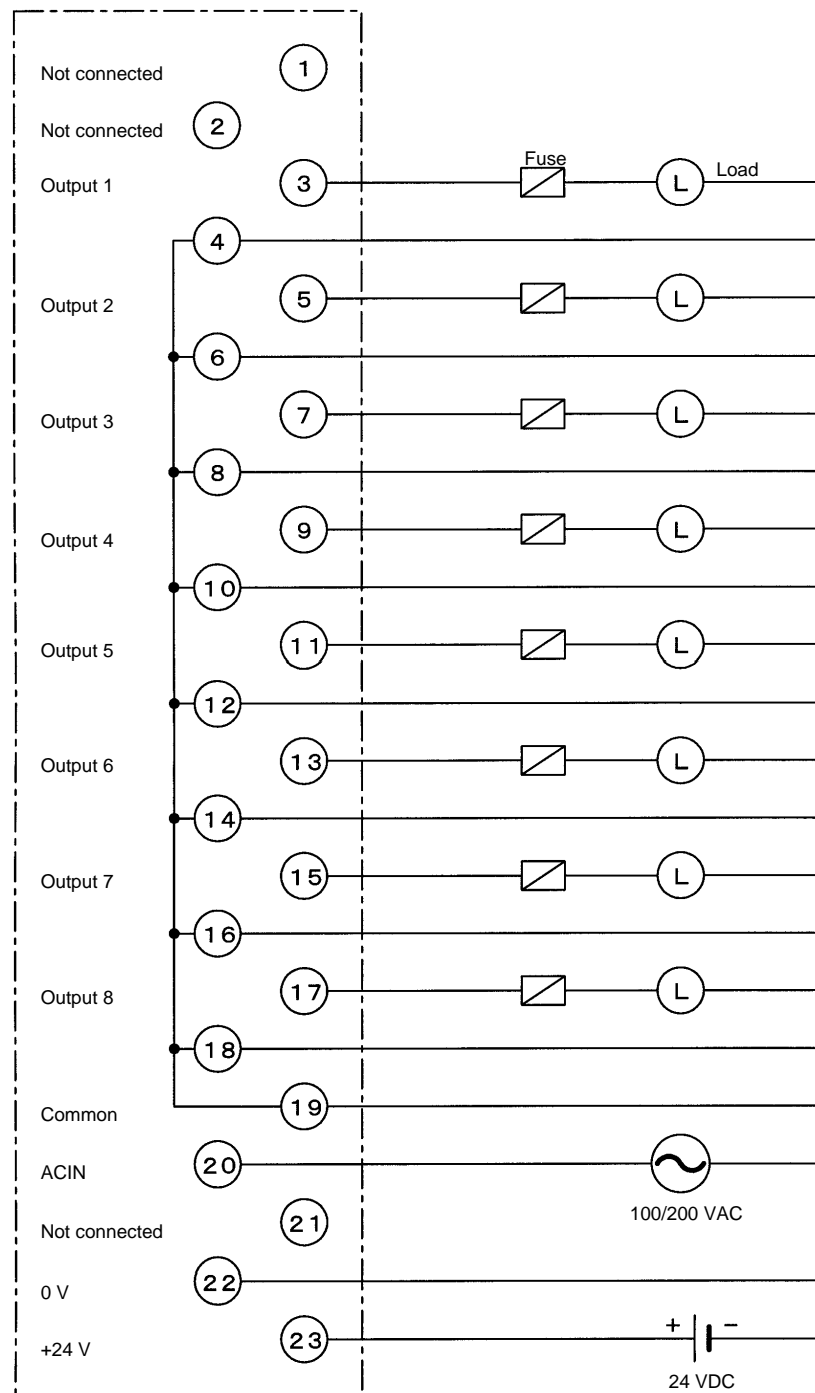 Not connected 1
Not connected 2
Fuse
Output 1 3 L Load
4
Output 2 5 L
6
Output 3 7 L
8
Output 4 9 L
10
Output 5 11 L
12
Output 6 13 L
14
Output 7 15 L
16
Output 8 17 L
18
Common 19
ACIN 20
100/200 VAC
Not connected 21
0 V 22
+24 V 23 + −
24 VDC